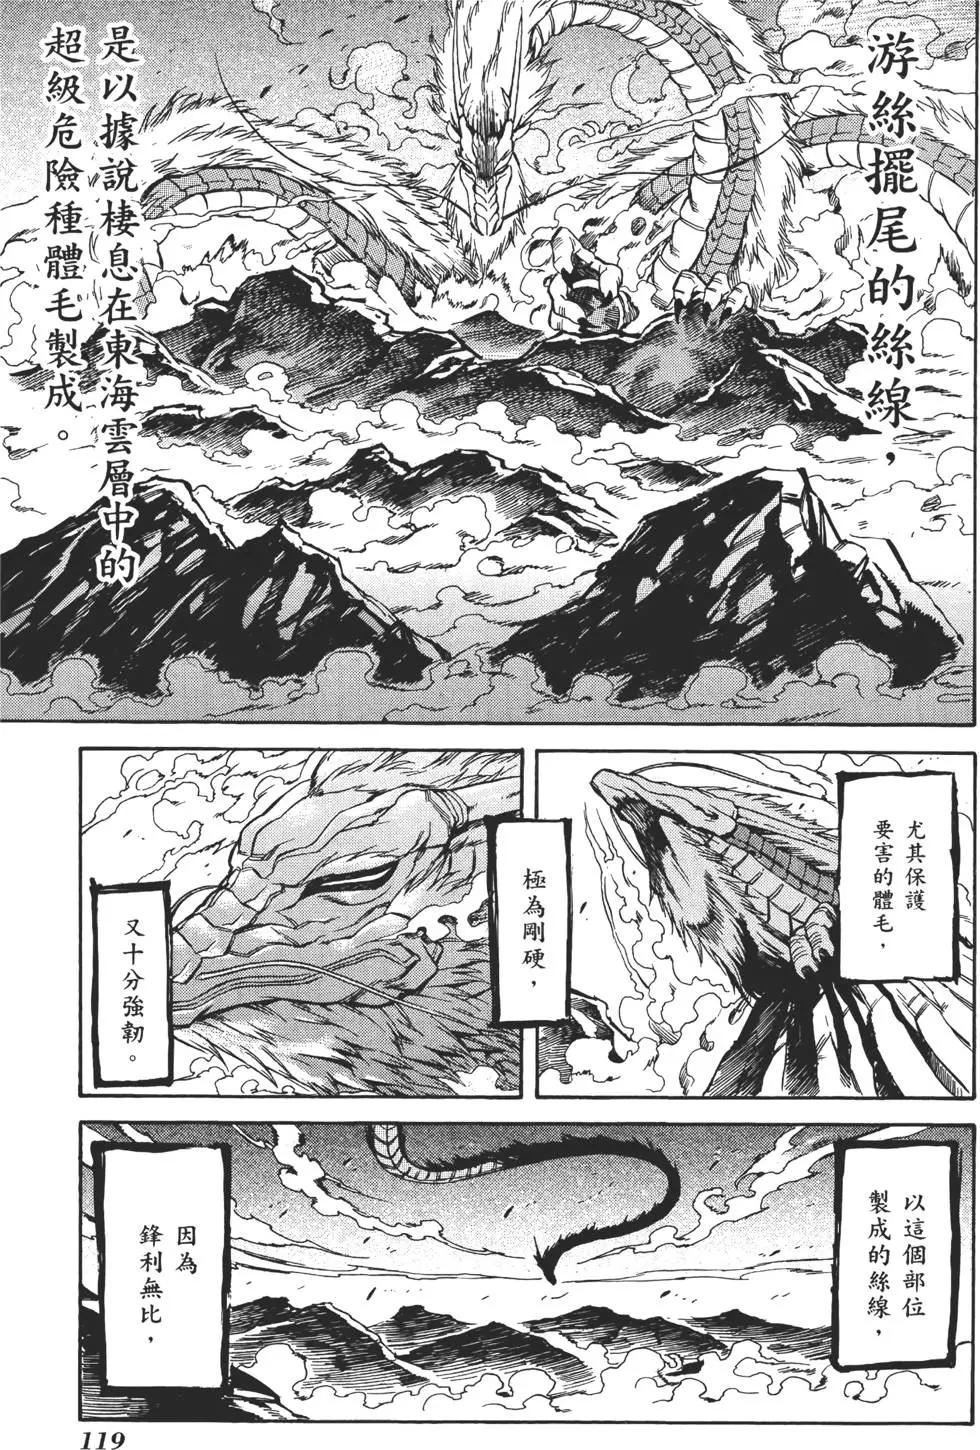 游絲擺尾的絲線，
是以據說棲息在東海雲層中的
超級危險種體毛製成。
尤其保護
要害的體毛，
極為剛硬，
又十分強韌。
以這個部位
製成的絲線，
因為
鋒利無比，
119